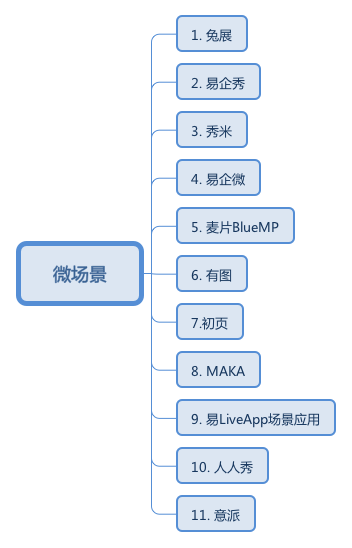 微场景
1. 兔展
2. 易企秀
3. 秀米
4. 易企微
5. 麦片BlueMP
6. 有图
7.初页
8. MAKA
9. 易LiveApp场景应用
10. 人人秀
11. 意派